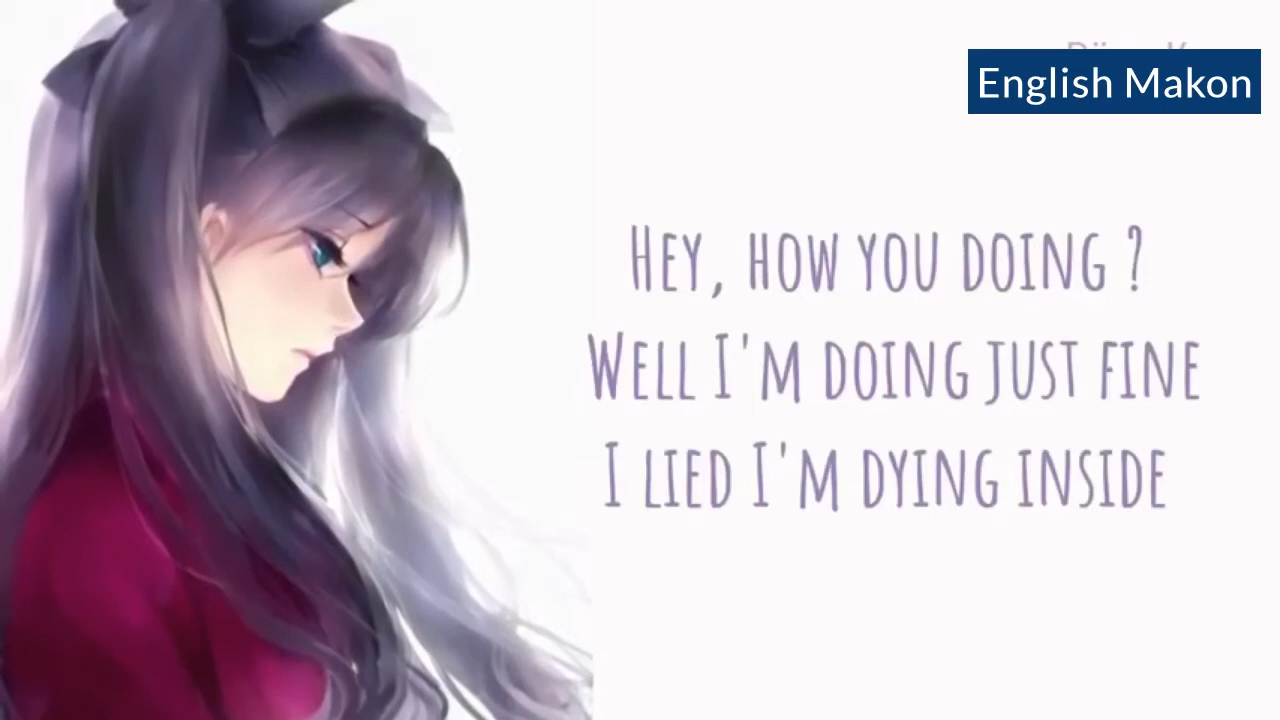 English Makon
Hey, how you doing ?
Well I'm doing just fine
I lied I'm dying inside